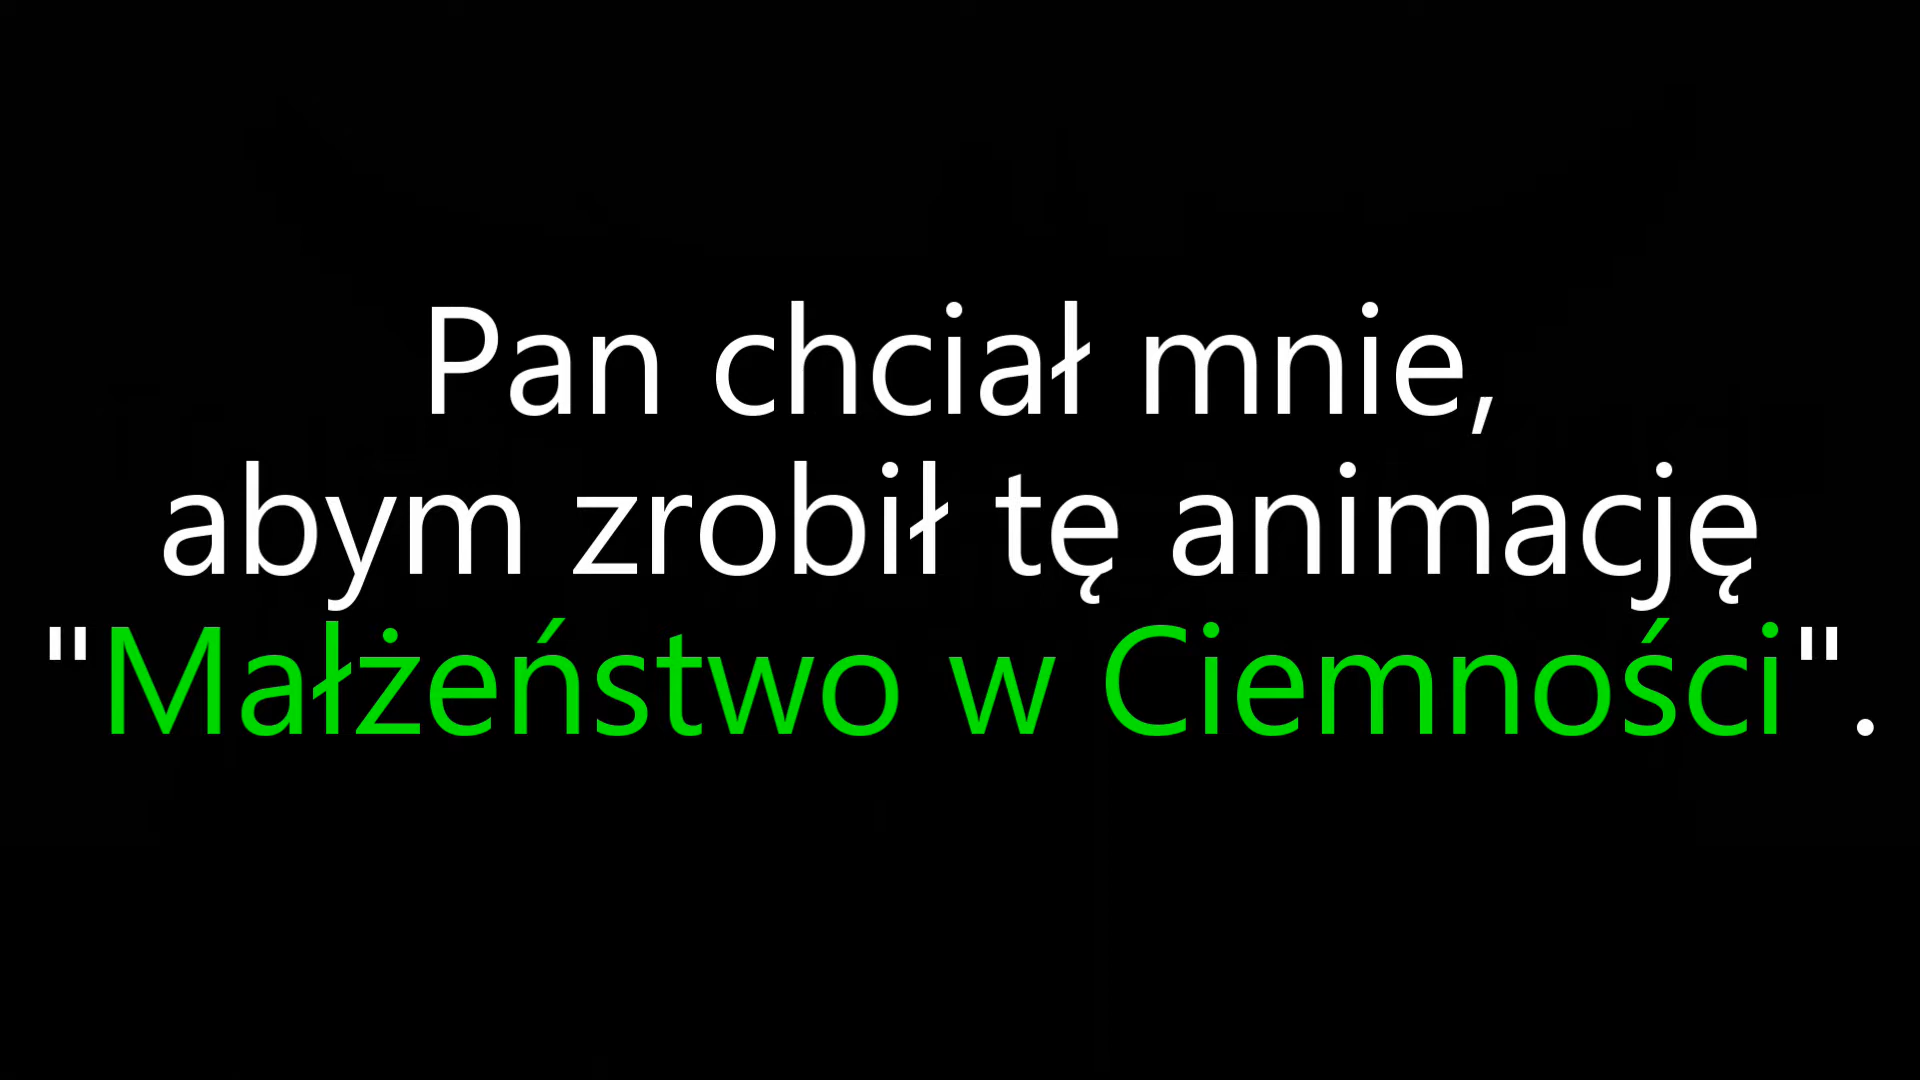 Pan chciał mnie,
abym zrobił tę animację
"Małżeństwo w Ciemności".